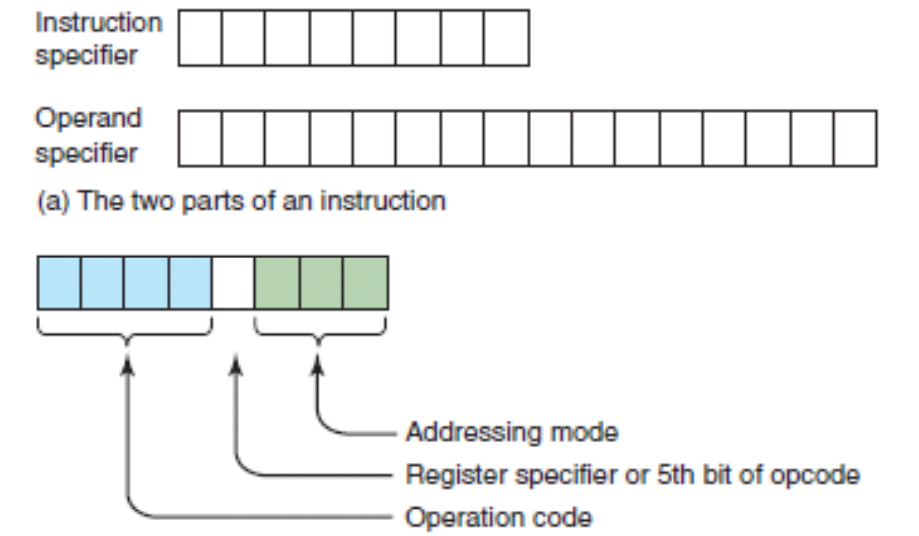 Instruction
specifier
Operand
specifier
(a) The two parts of an instruction
Addressing mode
Register specifier or 5th bit of opcode
Operation code